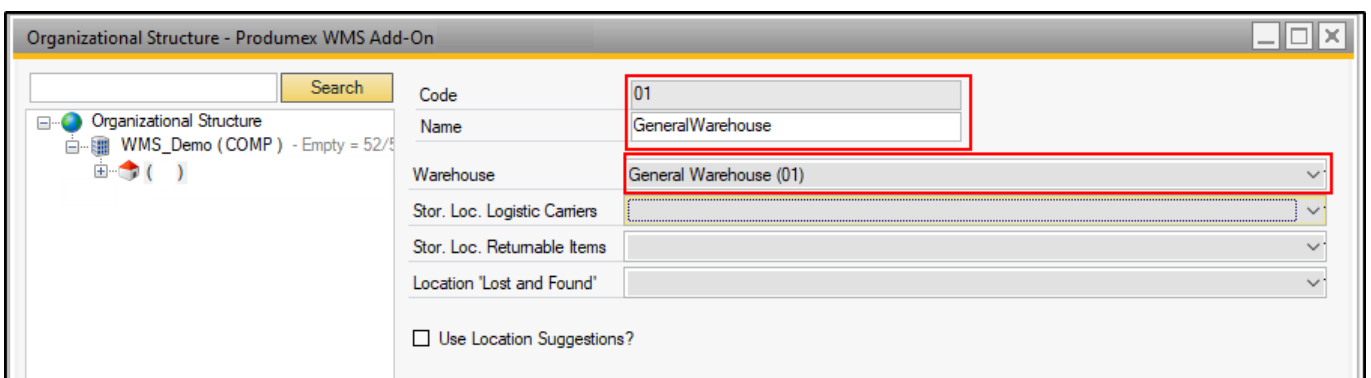 Organizational Structure - Produmex WMS Add-On
Search
Organizational Structure
WMS_Demo ( COMP ) - Empty = 52/5
( )
Code 01
Name GeneralWarehouse
Warehouse General Warehouse (01)
Stor. Loc. Logistic Carriers
Stor. Loc. Returnable Items
Location 'Lost and Found'
Use Location Suggestions?